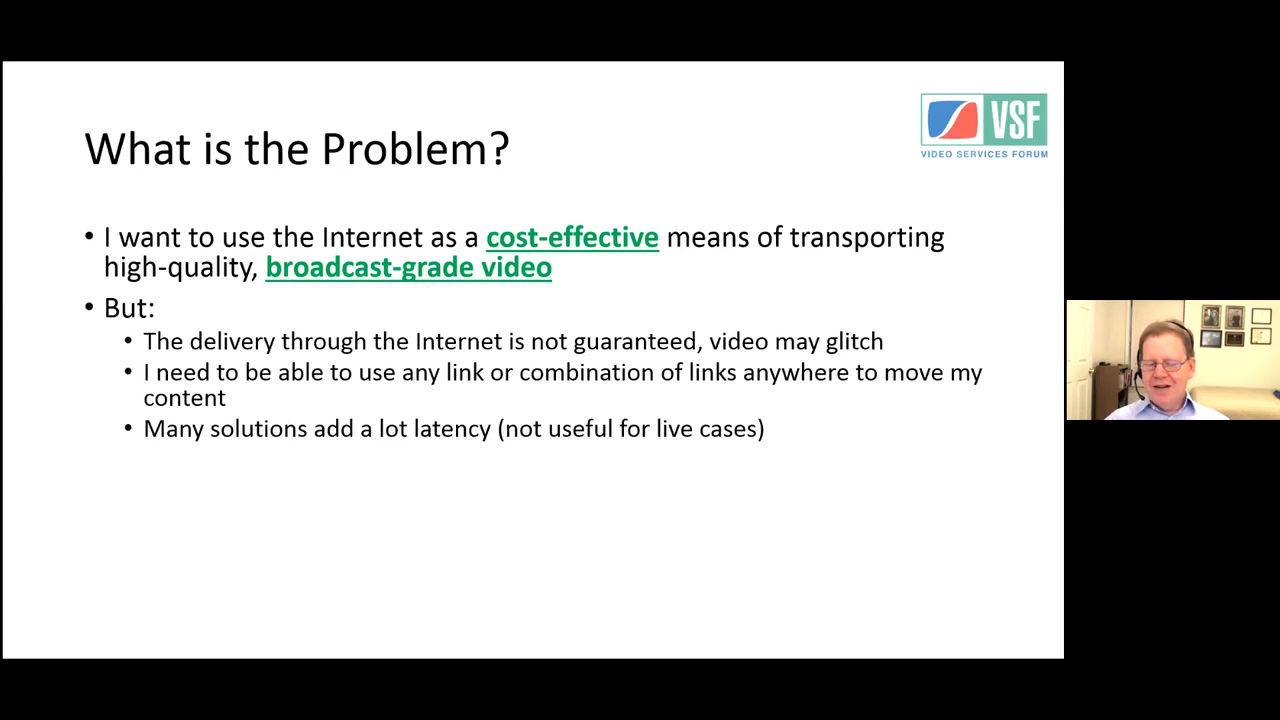 VSF
VIDEO SERVICES FORUM
What is the Problem?
• I want to use the Internet as a cost-effective means of transporting
high-quality, broadcast-grade video
• But:
• The delivery through the Internet is not guaranteed, video may glitch
• I need to be able to use any link or combination of links anywhere to move my
content
• Many solutions add a lot latency (not useful for live cases)